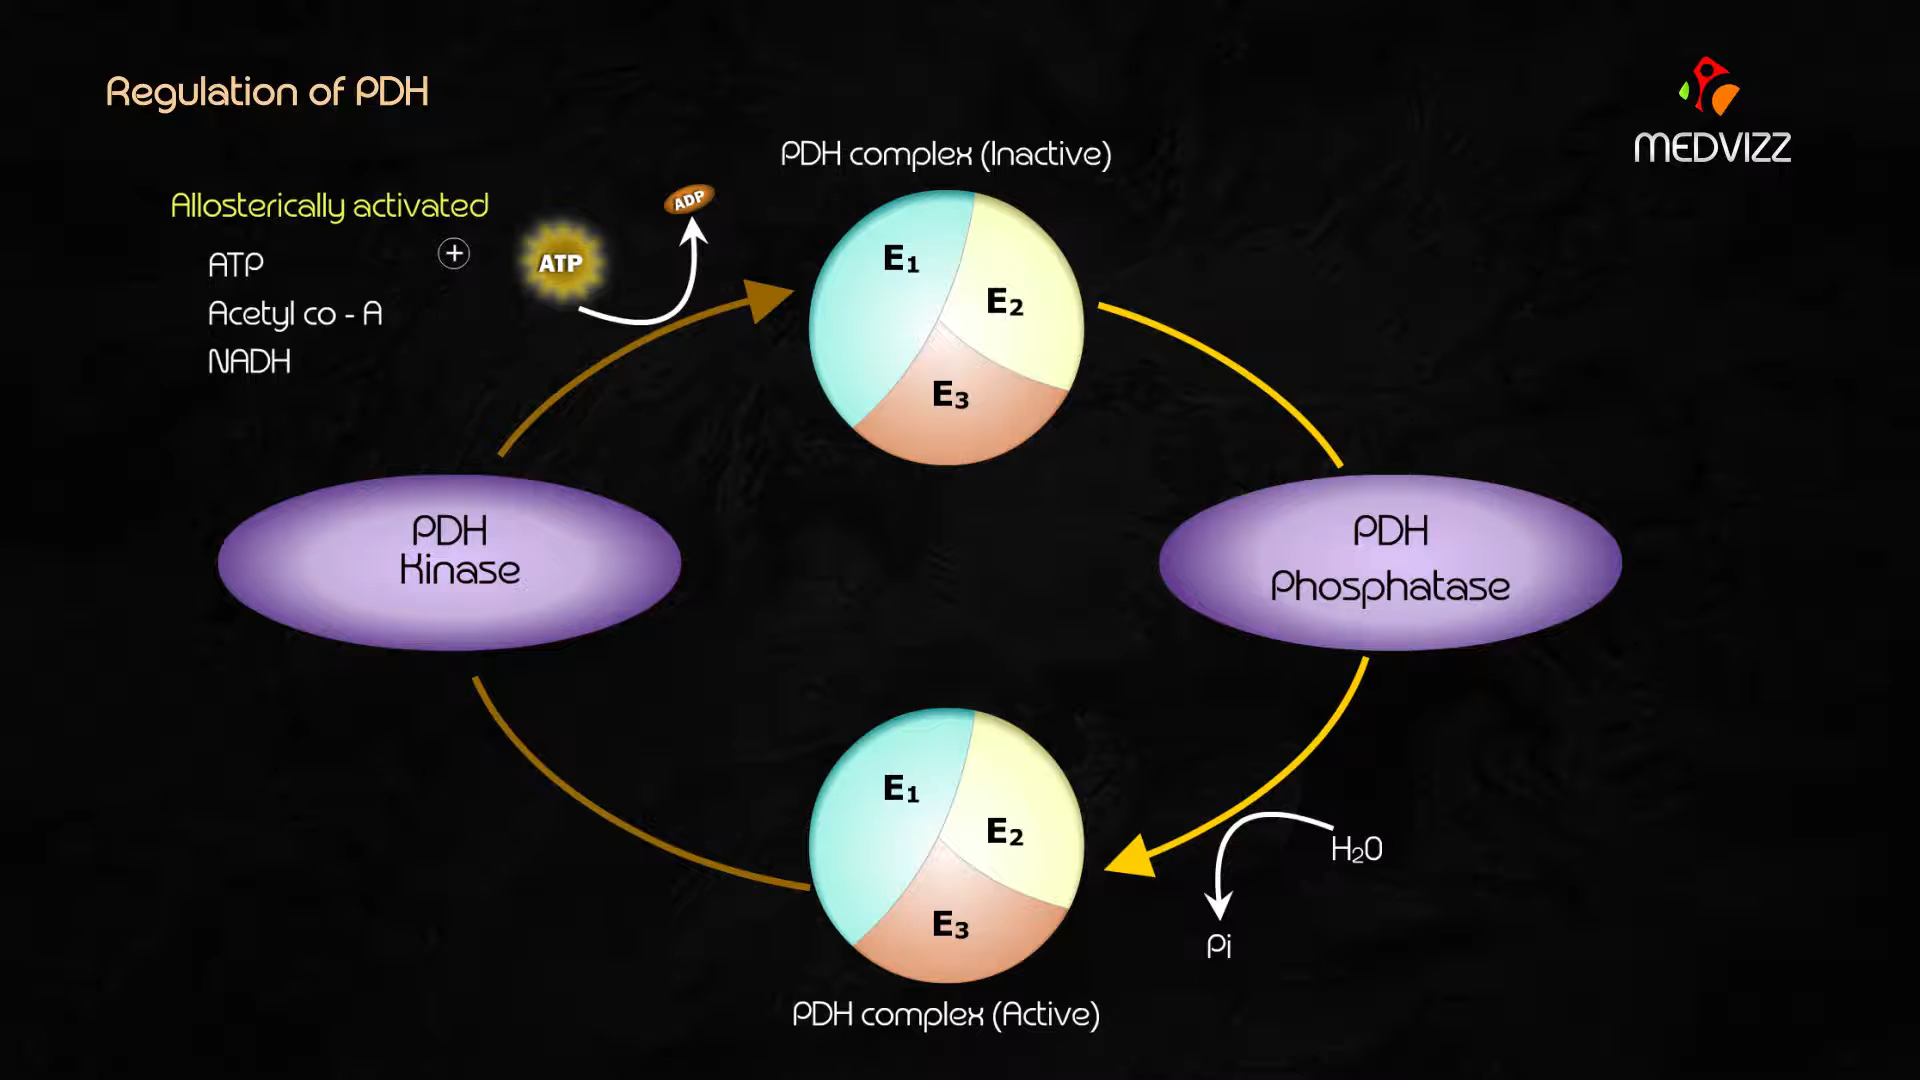 Regulation of PDH
MEDVIZZ
PDH complex (Inactive)
Allosterically activated
+
ATP
Acetyl co - A
NADH
ATP
ADP
E₁
E₂
E₃
PDH
Kinase
PDH
Phosphatase
E₁
E₂
E₃
H₂O
Pi
PDH complex (Active)